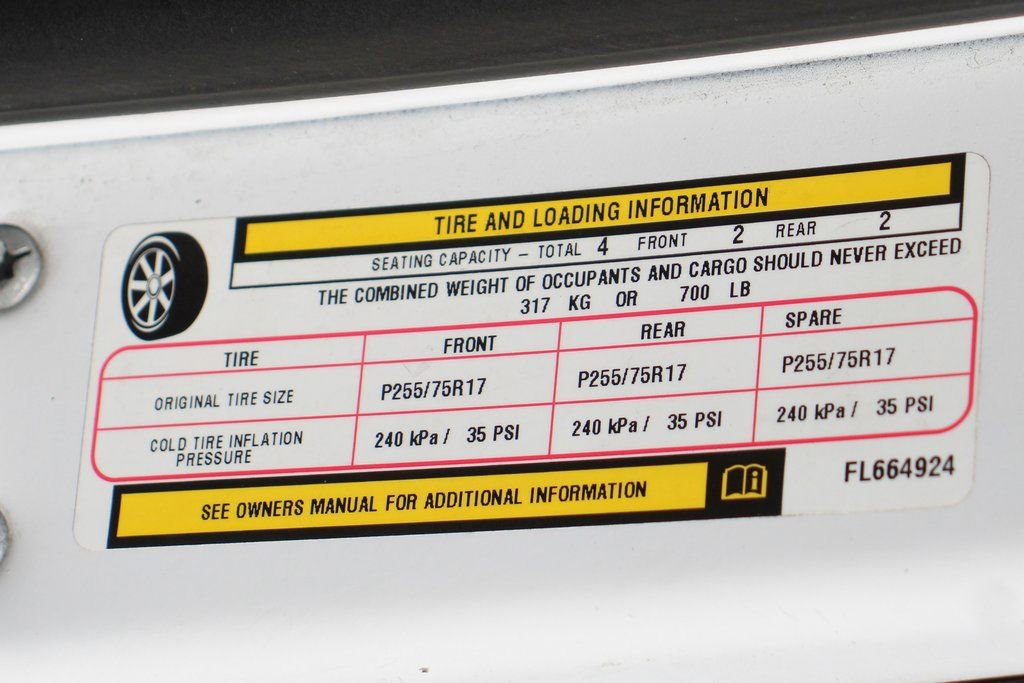 TIRE AND LOADING INFORMATION
SEATING CAPACITY – TOTAL 4 FRONT 2 REAR 2
THE COMBINED WEIGHT OF OCCUPANTS AND CARGO SHOULD NEVER EXCEED
317 KG OR 700 LB
TIRE FRONT REAR SPARE
ORIGINAL TIRE SIZE P255/75R17 P255/75R17 P255/75R17
COLD TIRE INFLATION PRESSURE 240 kPa / 35 PSI 240 kPa / 35 PSI 240 kPa / 35 PSI
SEE OWNERS MANUAL FOR ADDITIONAL INFORMATION
FL664924